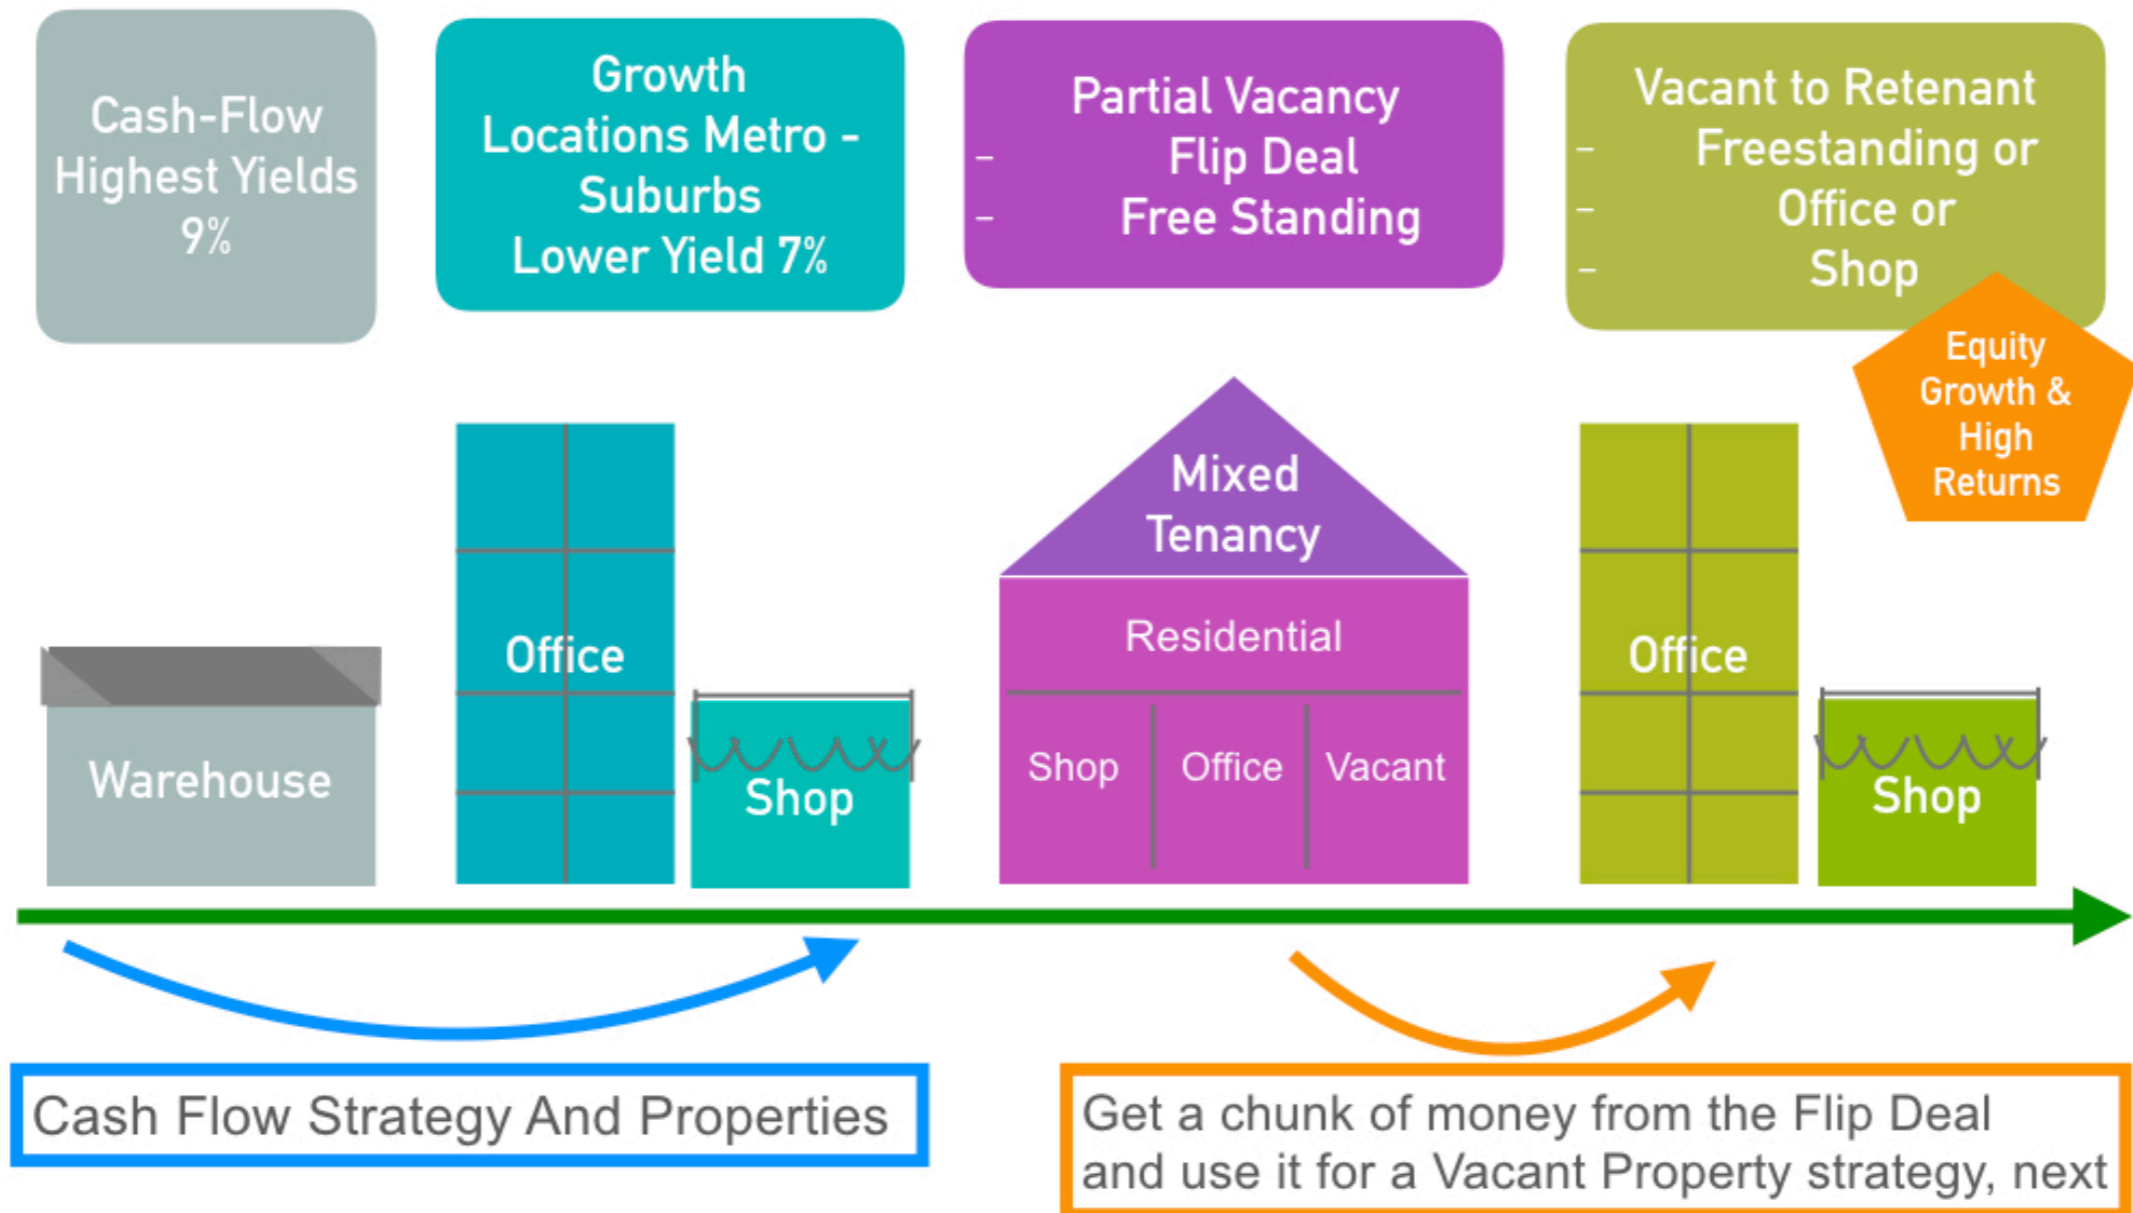 Cash-Flow
Highest Yields
9%
Growth
Locations Metro -
Suburbs
Lower Yield 7%
Partial Vacancy
– Flip Deal
– Free Standing
Vacant to Retenant
– Freestanding or
– Office or
– Shop
Equity
Growth &
High
Returns
Warehouse
Office
Shop
Mixed
Tenancy
Residential
Shop
Office
Vacant
Office
Shop
Cash Flow Strategy And Properties
Get a chunk of money from the Flip Deal
and use it for a Vacant Property strategy, next